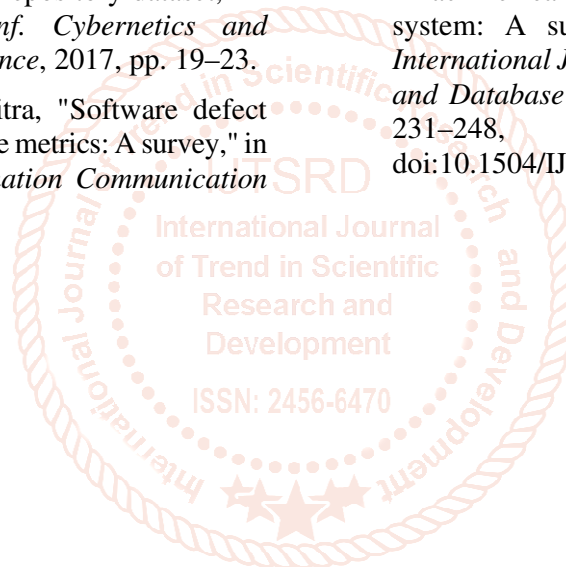 repository dataset,"
nf. Cybernetics and
nce, 2017, pp. 19–23.
itra, "Software defect
e metrics: A survey," in
nation Communication
system: A su
International J
and Database
231–248,
doi:10.1504/IJ
International Journal of Trend in Scientific Research and Development
IJTSRD
International Journal
of Trend in Scientific
Research and
Development
ISSN: 2456-6470